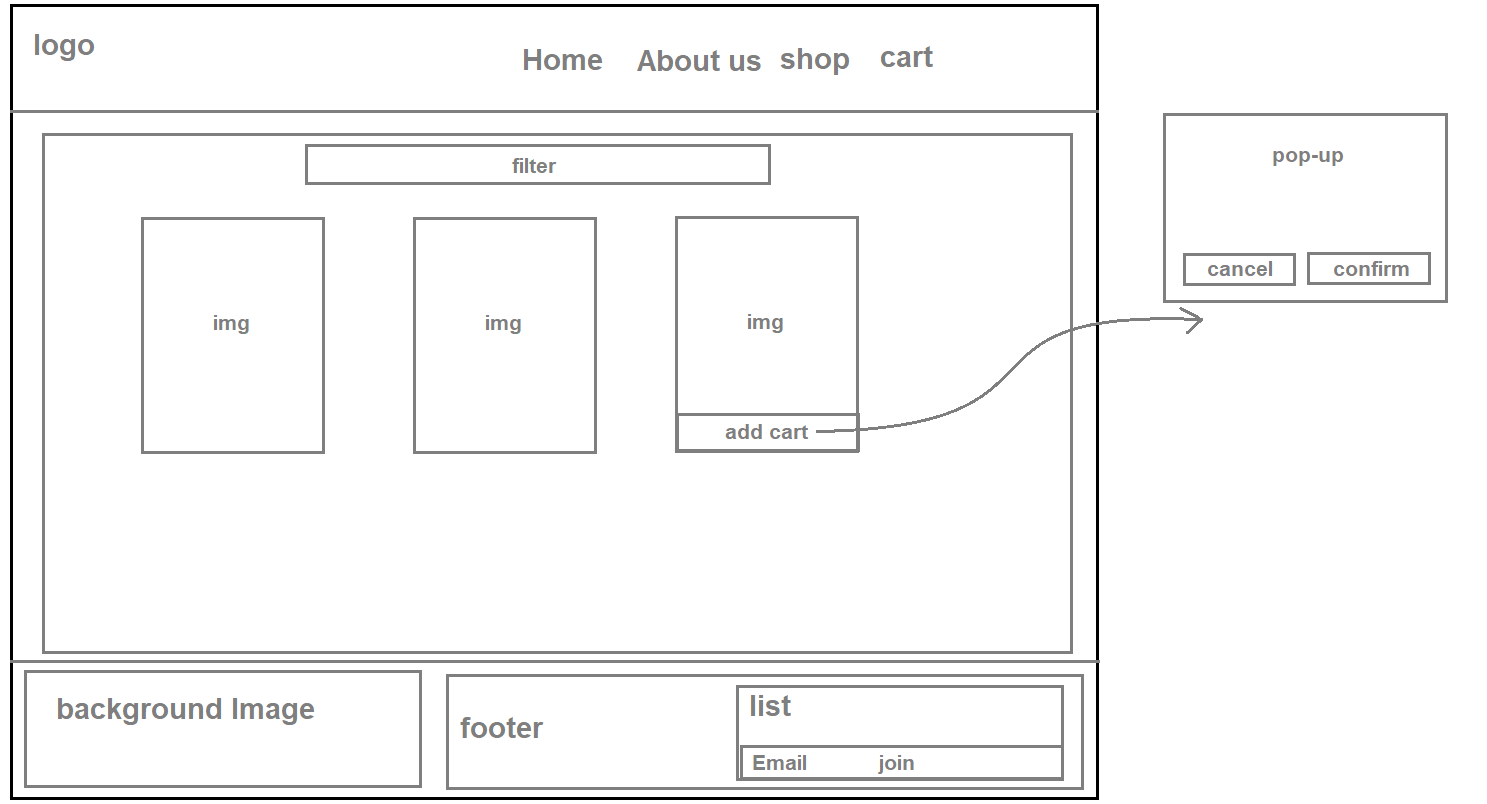 logo
Home About us shop cart
filter
img img img
add cart
pop-up
cancel confirm
background Image
footer
list
Email join